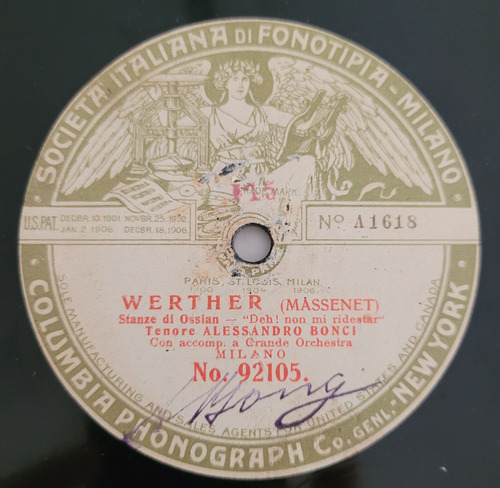 SOCIETÀ ITALIANA DI FONOTIPIA - MILANO
TRADE MARK
115
U.S. PAT. DECBR. 10. 1901. NOVBR. 25. 1902.
JAN. 2. 1906. DECBR. 18. 1906.
No A1618
PARIS, ST. LOUIS, MILAN.
1900 1904 1906
WERTHER (MASSENET)
Stanze di Ossian — "Deh! non mi ridestar"
Tenore ALESSANDRO BONCI
Con accomp. a Grande Orchestra
MILANO
No. 92105.
SOLE MANUFACTURING AND SALES AGENTS FOR UNITED STATES AND CANADA
COLUMBIA PHONOGRAPH Co. GENL. NEW YORK